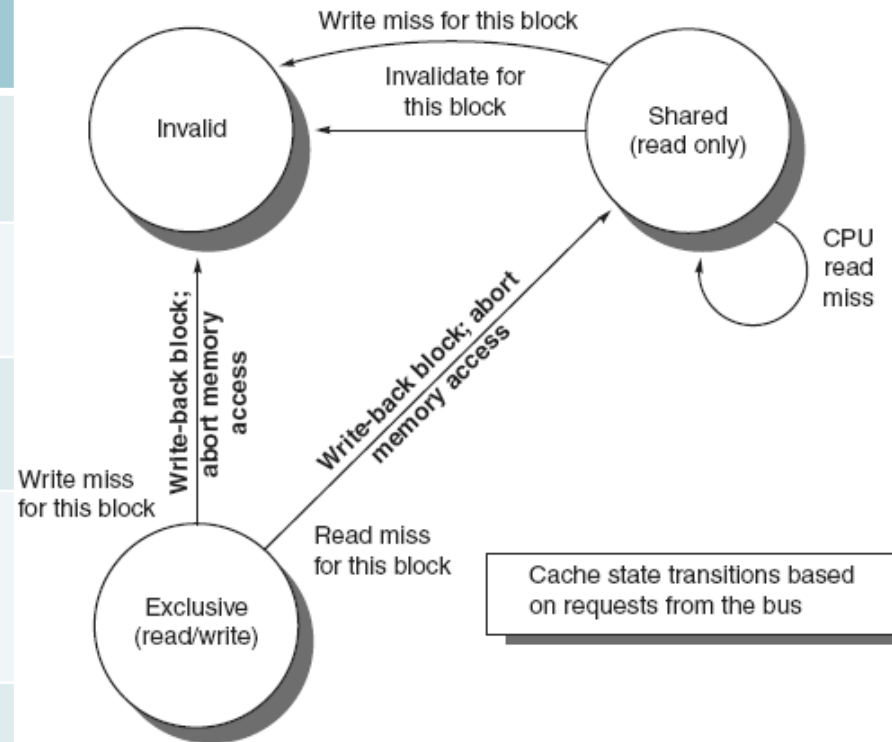 Write miss for this block
Invalidate for
this block
Invalid
Shared
(read only)
CPU
read
miss
Write-back block;
abort memory
access
Write-back block; abort
memory access
Write miss
for this block
Read miss
for this block
Exclusive
(read/write)
Cache state transitions based
on requests from the bus